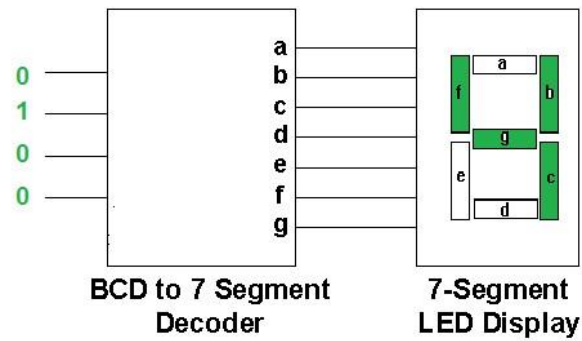 0
1
0
0
a
b
c
d
e
f
g
a
f
b
g
e
c
d
BCD to 7 Segment
Decoder
7-Segment
LED Display